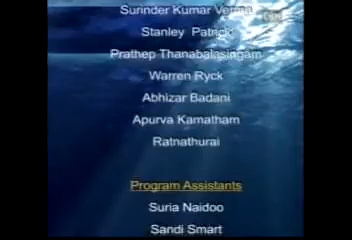 Surinder Kumar Verma
Stanley Patrick
Prathep Thanabalasingam
Warren Ryck
Abhizar Badani
Apurva Kamatham
Ratnathurai
Program Assistants
Suria Naidoo
Sandi Smart